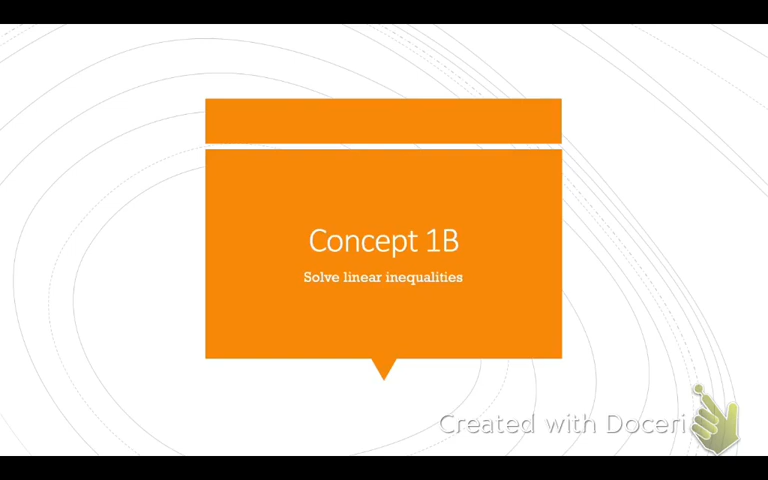 Concept 1B
Solve linear inequalities
Created with Doceri